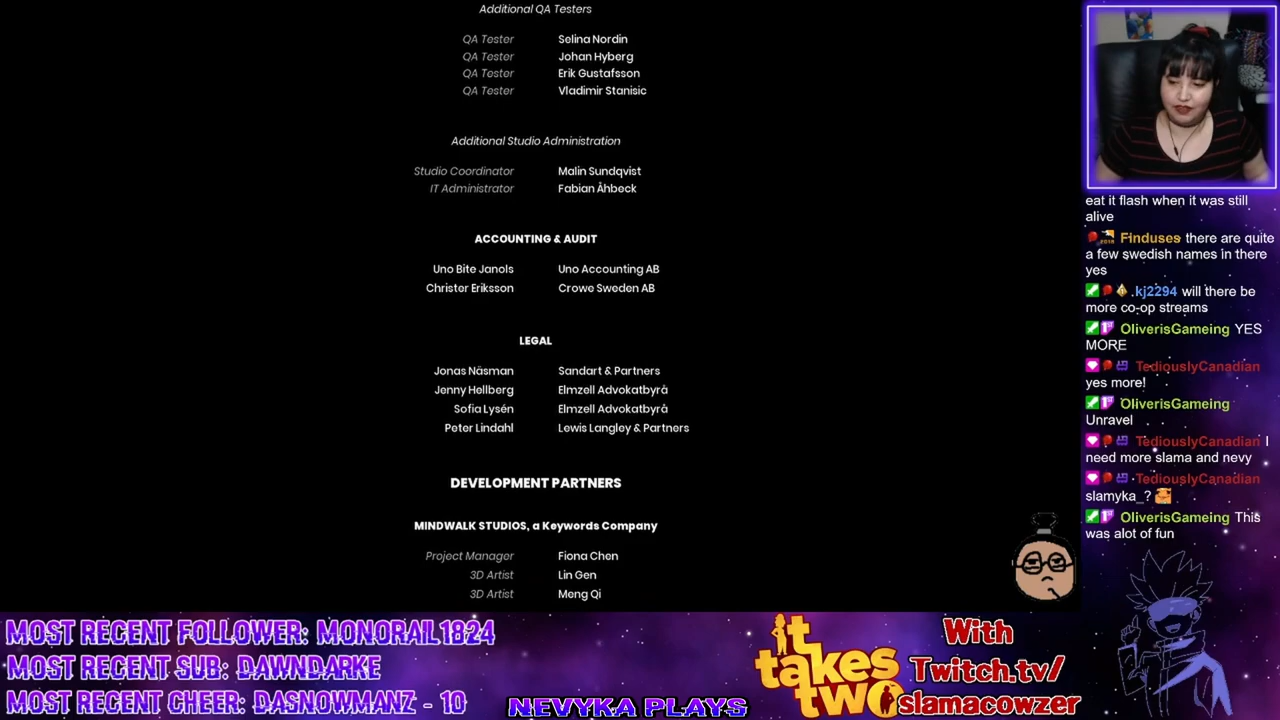 Additional QA Testers
QA Tester Selina Nordin
QA Tester Johan Hyberg
QA Tester Erik Gustafsson
QA Tester Vladimir Stanisic
Additional Studio Administration
Studio Coordinator Malin Sundqvist
IT Administrator Fabian Åhbeck
ACCOUNTING & AUDIT
Uno Bite Janols Uno Accounting AB
Christer Eriksson Crowe Sweden AB
LEGAL
Jonas Näsman Sandart & Partners
Jenny Hellberg Elmzell Advokatbyrå
Sofia Lysén Elmzell Advokatbyrå
Peter Lindahl Lewis Langley & Partners
DEVELOPMENT PARTNERS
MINDWALK STUDIOS, a Keywords Company
Project Manager Fiona Chen
3D Artist Lin Gen
3D Artist Meng Qi
eat it flash when it was still
alive
Finduses there are quite
a few swedish names in there
yes
kj2294 will there be
more co-op streams
OliverisGameing YES
MORE
TediouslyCanadian
yes more!
OliverisGameing
Unravel
TediouslyCanadian I
need more slama and nevy
TediouslyCanadian
slamyka_?
OliverisGameing This
was alot of fun
MOST RECENT FOLLOWER: MONORAIL1824
MOST RECENT SUB: DAWNDARKE
MOST RECENT CHEER: DASNOWMANZ - 10
NEVYKA PLAYS
it
takes
two
With
Twitch.tv/
slamacowzer